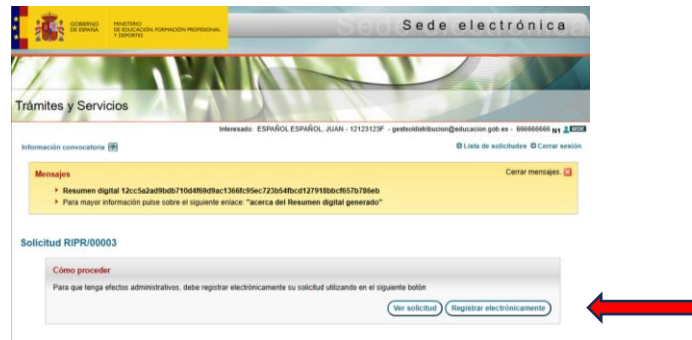 GOBIERNO DE ESPAÑA
MINISTERIO DE EDUCACIÓN, FORMACIÓN PROFESIONAL Y DEPORTES
Sede electrónica
Trámites y Servicios
Interesado: ESPAÑOL ESPAÑOL, JUAN - 12123123F - gestsoldistribucion@educacion.gob.es - 666666666 N1
Información convocatoria
Lista de solicitudes Cerrar sesión
Mensajes
Cerrar mensajes.
Resumen digital 12cc5a2ad9bdb710d4f69d9ac1366fc95ec723b54fbcd127918bbcf657b786eb
Para mayor información pulse sobre el siguiente enlace: "acerca del Resumen digital generado"
Solicitud RIPR/00003
Cómo proceder
Para que tenga efectos administrativos, debe registrar electrónicamente su solicitud utilizando en el siguiente botón
Ver solicitud Registrar electrónicamente